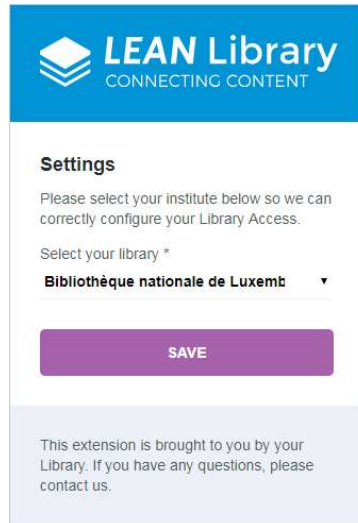 LEAN Library
CONNECTING CONTENT
Settings
Please select your institute below so we can
correctly configure your Library Access.
Select your library *
Bibliothèque nationale de Luxemb
SAVE
This extension is brought to you by your
Library. If you have any questions, please
contact us.